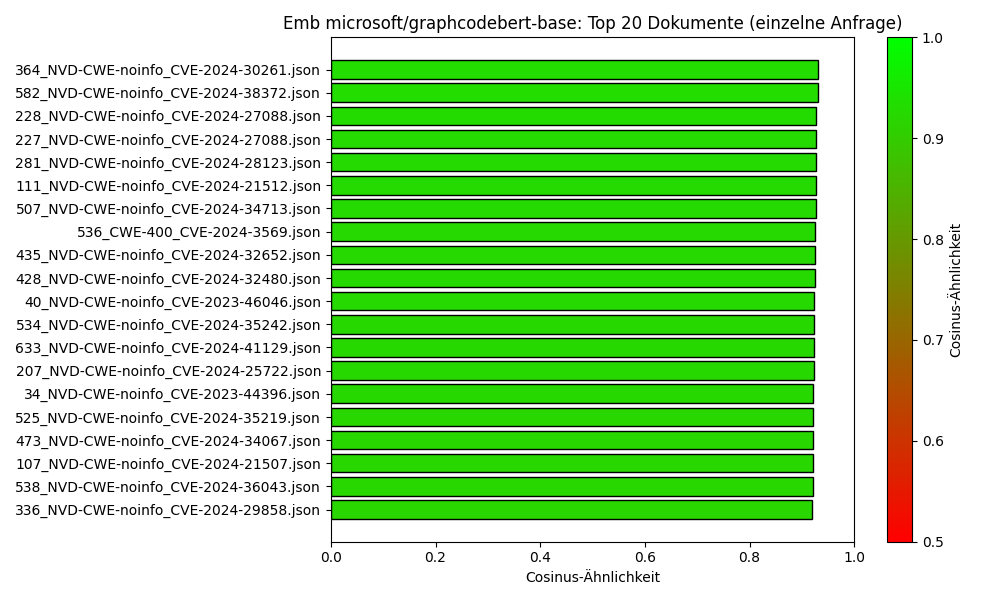 Emb microsoft/graphcodebert-base: Top 20 Dokumente (einzelne Anfrage)
364_NVD-CWE-noinfo_CVE-2024-30261.json
582_NVD-CWE-noinfo_CVE-2024-38372.json
228_NVD-CWE-noinfo_CVE-2024-27088.json
227_NVD-CWE-noinfo_CVE-2024-27088.json
281_NVD-CWE-noinfo_CVE-2024-28123.json
111_NVD-CWE-noinfo_CVE-2024-21512.json
507_NVD-CWE-noinfo_CVE-2024-34713.json
536_CWE-400_CVE-2024-3569.json
435_NVD-CWE-noinfo_CVE-2024-32652.json
428_NVD-CWE-noinfo_CVE-2024-32480.json
40_NVD-CWE-noinfo_CVE-2023-46046.json
534_NVD-CWE-noinfo_CVE-2024-35242.json
633_NVD-CWE-noinfo_CVE-2024-41129.json
207_NVD-CWE-noinfo_CVE-2024-25722.json
34_NVD-CWE-noinfo_CVE-2023-44396.json
525_NVD-CWE-noinfo_CVE-2024-35219.json
473_NVD-CWE-noinfo_CVE-2024-34067.json
107_NVD-CWE-noinfo_CVE-2024-21507.json
538_NVD-CWE-noinfo_CVE-2024-36043.json
336_NVD-CWE-noinfo_CVE-2024-29858.json
0.0 0.2 0.4 0.6 0.8 1.0
Cosinus-Ähnlichkeit
1.0
0.9
0.8
0.7
0.6
0.5
Cosinus-Ähnlichkeit